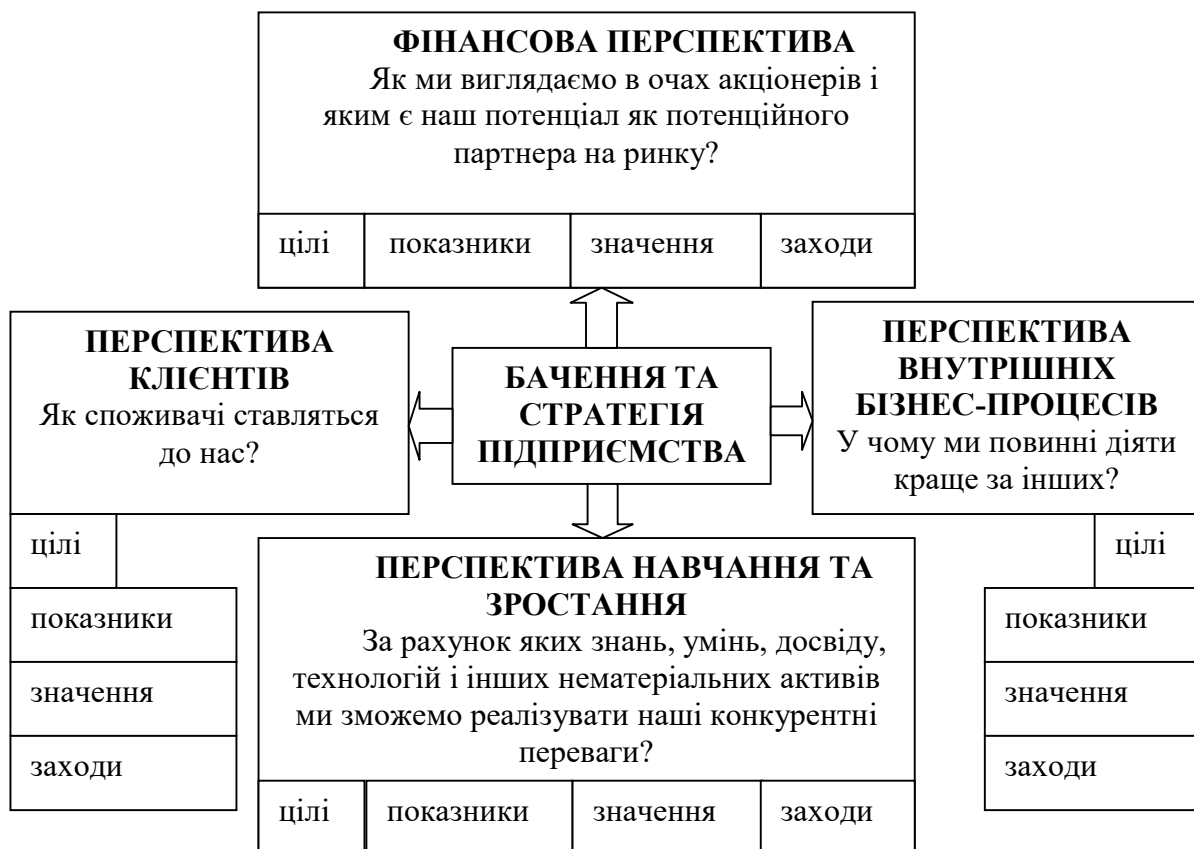 ФІНАНСОВА ПЕРСПЕКТИВА
Як ми виглядаємо в очах акціонерів і
яким є наш потенціал як потенційного
партнера на ринку?
цілі показники значення заходи
ПЕРСПЕКТИВА
КЛІЄНТІВ
Як споживачі ставляться
до нас?
цілі
показники
значення
заходи
БАЧЕННЯ ТА
СТРАТЕГІЯ
ПІДПРИЄМСТВА
ПЕРСПЕКТИВА
ВНУТРІШНІХ
БІЗНЕС-ПРОЦЕСІВ
У чому ми повинні діяти
краще за інших?
цілі
показники
значення
заходи
ПЕРСПЕКТИВА НАВЧАННЯ ТА
ЗРОСТАННЯ
За рахунок яких знань, умінь, досвіду,
технологій і інших нематеріальних активів
ми зможемо реалізувати наші конкурентні
переваги?
цілі показники значення заходи